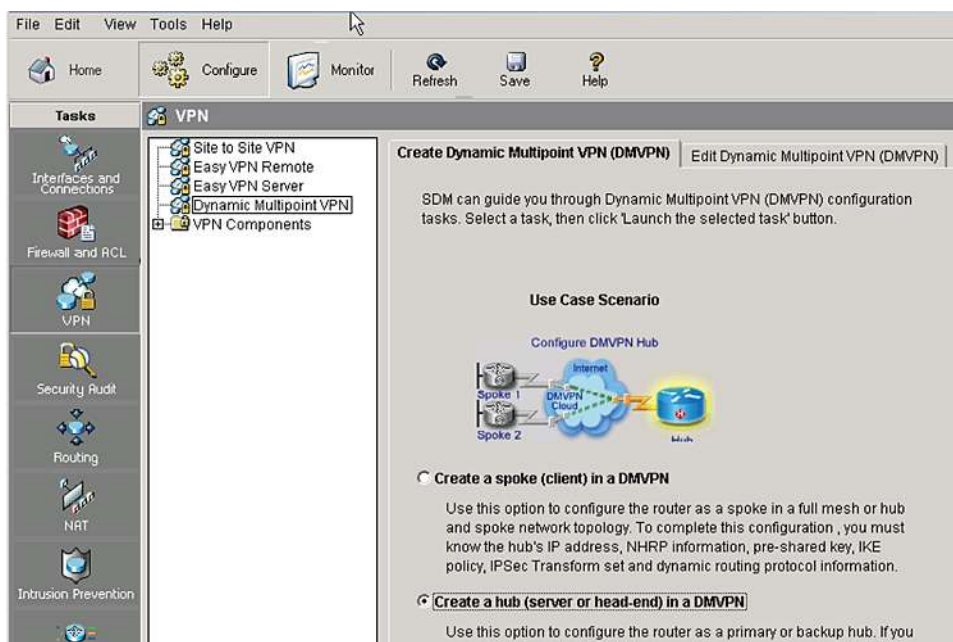 File Edit View Tools Help
Home Configure Monitor Refresh Save Help
Tasks
VPN
Interfaces and
Connections
Firewall and ACL
VPN
Security Audit
Routing
NAT
Intrusion Prevention
Site to Site VPN
Easy VPN Remote
Easy VPN Server
Dynamic Multipoint VPN
VPN Components
Create Dynamic Multipoint VPN (DMVPN) Edit Dynamic Multipoint VPN (DMVPN)
SDM can guide you through Dynamic Multipoint VPN (DMVPN) configuration
tasks. Select a task, then click 'Launch the selected task' button.
Use Case Scenario
Configure DMVPN Hub
Internet
Spoke 1
DMVPN
Cloud
Spoke 2
Hub
Create a spoke (client) in a DMVPN
Use this option to configure the router as a spoke in a full mesh or hub
and spoke network topology. To complete this configuration , you must
know the hub's IP address, NHRP information, pre-shared key, IKE
policy, IPSec Transform set and dynamic routing protocol information.
Create a hub (server or head-end) in a DMVPN
Use this option to configure the router as a primary or backup hub. If you